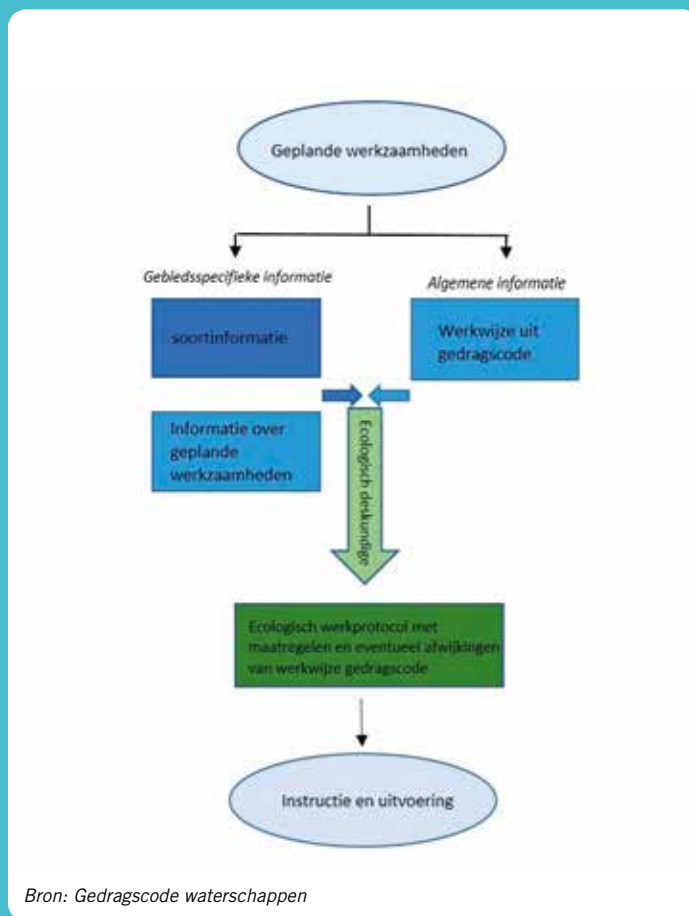 Geplande werkzaamheden
Gebiedsspecifieke informatie
Algemene informatie
soortinformatie
Werkwijze uit
gedragscode
Informatie over
geplande
werkzaamheden
Ecologisch deskundige
Ecologisch werkprotocol met
maatregelen en eventueel afwijkingen
van werkwijze gedragscode
Instructie en uitvoering
Bron: Gedragscode waterschappen